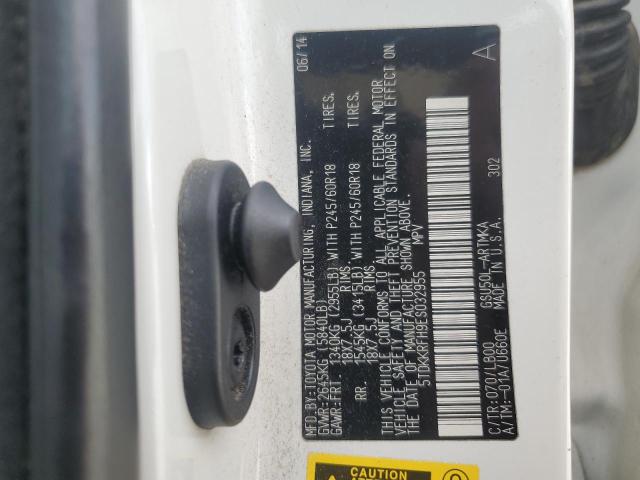 MFD.BY:TOYOTA MOTOR MANUFACTURING, INDIANA, INC. 06/14
GVWR:2645KG (5840LB)
GAWR:FRT. 1340KG (2955LB) WITH P245/60R18 TIRES.
18X7.5J RIMS.
RR. 1545KG (3415LB) WITH P245/60R18 TIRES.
18X7.5J RIMS.
THIS VEHICLE CONFORMS TO ALL APPLICABLE FEDERAL MOTOR
VEHICLE SAFETY AND THEFT PREVENTION STANDARDS IN EFFECT ON
THE DATE OF MANUFACTURE SHOWN ABOVE.
5TDKKRFH9ES032955 MPV
C/TR:070/LB00 GSU50L-ARTMKA 302 A
A/TM:-01A/U660E MADE IN U.S.A.
CAUTION